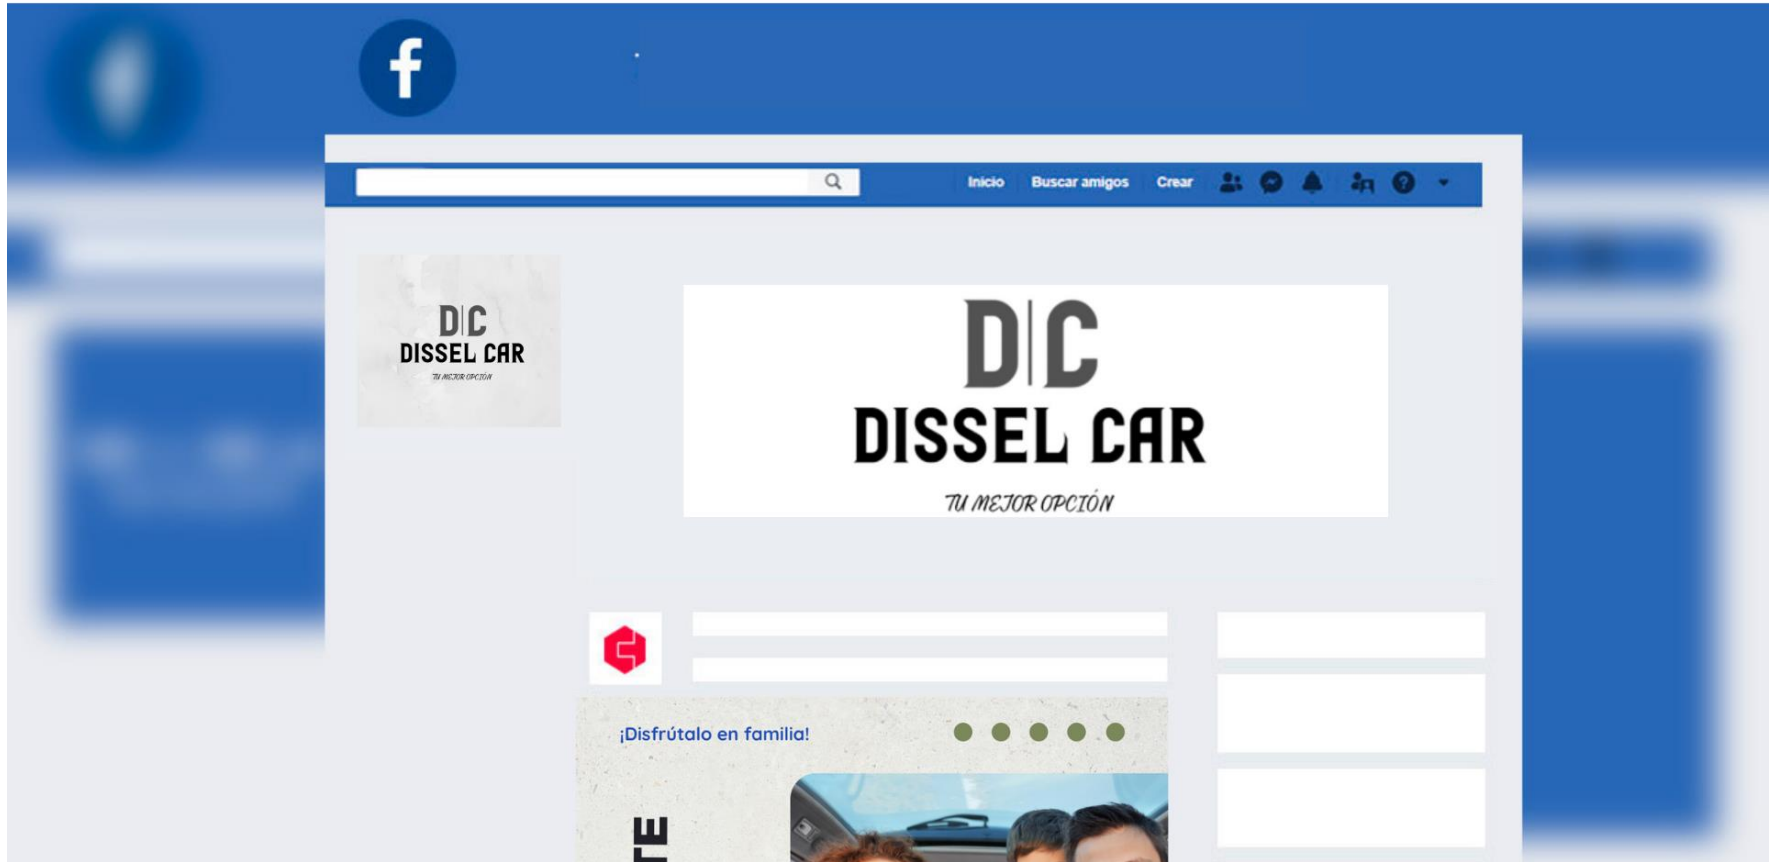 f
Inicio Buscar amigos Crear
D|C
DISSEL CAR
TU MEJOR OPCIÓN
D|C
DISSEL CAR
TU MEJOR OPCIÓN
¡Disfrútalo en familia!
TE